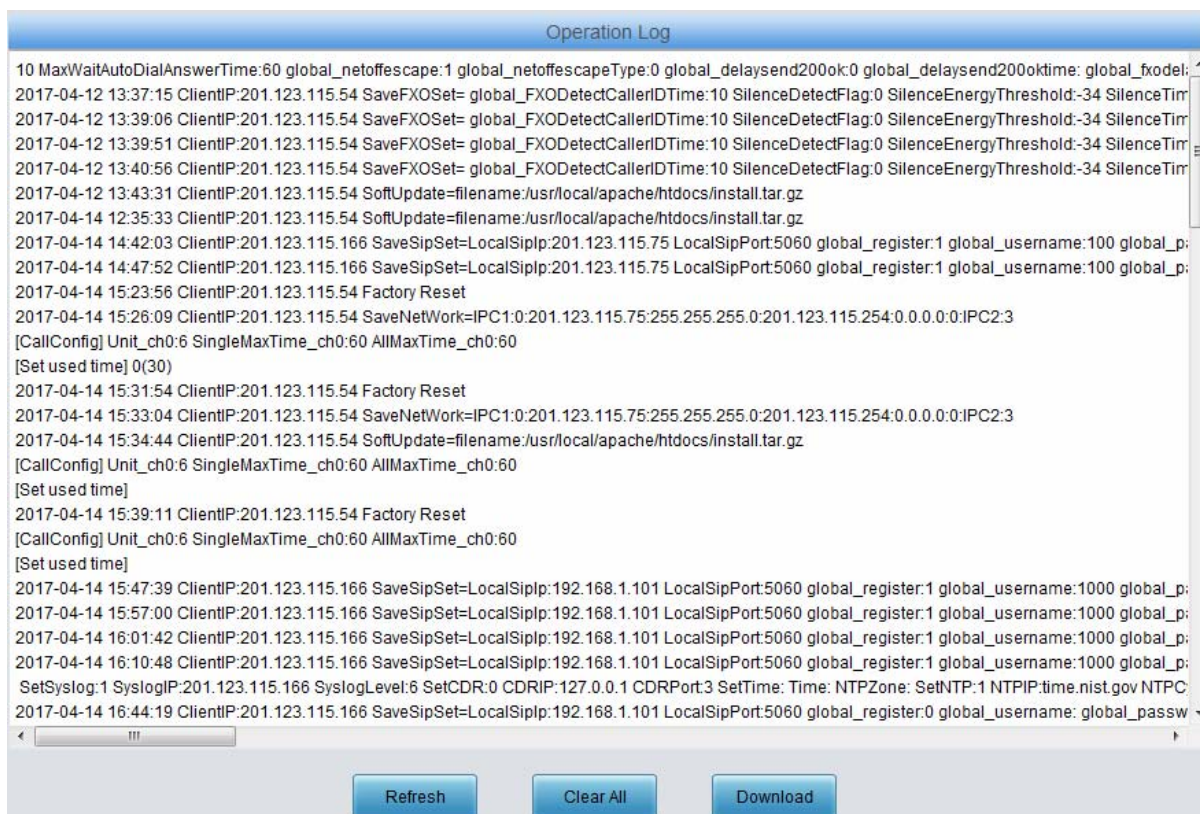 Operation Log
10 MaxWaitAutoDialAnswerTime:60 global_netoffescape:1 global_netoffescapeType:0 global_delaysend200ok:0 global_delaysend200oktime: global_fxodela
2017-04-12 13:37:15 ClientIP:201.123.115.54 SaveFXOSet= global_FXODetectCallerIDTime:10 SilenceDetectFlag:0 SilenceEnergyThreshold:-34 SilenceTim
2017-04-12 13:39:06 ClientIP:201.123.115.54 SaveFXOSet= global_FXODetectCallerIDTime:10 SilenceDetectFlag:0 SilenceEnergyThreshold:-34 SilenceTim
2017-04-12 13:39:51 ClientIP:201.123.115.54 SaveFXOSet= global_FXODetectCallerIDTime:10 SilenceDetectFlag:0 SilenceEnergyThreshold:-34 SilenceTim
2017-04-12 13:40:56 ClientIP:201.123.115.54 SaveFXOSet= global_FXODetectCallerIDTime:10 SilenceDetectFlag:0 SilenceEnergyThreshold:-34 SilenceTim
2017-04-12 13:43:31 ClientIP:201.123.115.54 SoftUpdate=filename:/usr/local/apache/htdocs/install.tar.gz
2017-04-14 12:35:33 ClientIP:201.123.115.54 SoftUpdate=filename:/usr/local/apache/htdocs/install.tar.gz
2017-04-14 14:42:03 ClientIP:201.123.115.166 SaveSipSet=LocalSipIp:201.123.115.75 LocalSipPort:5060 global_register:1 global_username:100 global_pa
2017-04-14 14:47:52 ClientIP:201.123.115.166 SaveSipSet=LocalSipIp:201.123.115.75 LocalSipPort:5060 global_register:1 global_username:100 global_pa
2017-04-14 15:23:56 ClientIP:201.123.115.54 Factory Reset
2017-04-14 15:26:09 ClientIP:201.123.115.54 SaveNetWork=IPC1:0:201.123.115.75:255.255.255.0:201.123.115.254:0.0.0.0:0:IPC2:3
[CallConfig] Unit_ch0:6 SingleMaxTime_ch0:60 AllMaxTime_ch0:60
[Set used time] 0(30)
2017-04-14 15:31:54 ClientIP:201.123.115.54 Factory Reset
2017-04-14 15:33:04 ClientIP:201.123.115.54 SaveNetWork=IPC1:0:201.123.115.75:255.255.255.0:201.123.115.254:0.0.0.0:0:IPC2:3
2017-04-14 15:34:44 ClientIP:201.123.115.54 SoftUpdate=filename:/usr/local/apache/htdocs/install.tar.gz
[CallConfig] Unit_ch0:6 SingleMaxTime_ch0:60 AllMaxTime_ch0:60
[Set used time]
2017-04-14 15:39:11 ClientIP:201.123.115.54 Factory Reset
[CallConfig] Unit_ch0:6 SingleMaxTime_ch0:60 AllMaxTime_ch0:60
[Set used time]
2017-04-14 15:47:39 ClientIP:201.123.115.166 SaveSipSet=LocalSipIp:192.168.1.101 LocalSipPort:5060 global_register:1 global_username:1000 global_pa
2017-04-14 15:57:00 ClientIP:201.123.115.166 SaveSipSet=LocalSipIp:192.168.1.101 LocalSipPort:5060 global_register:1 global_username:1000 global_pa
2017-04-14 16:01:42 ClientIP:201.123.115.166 SaveSipSet=LocalSipIp:192.168.1.101 LocalSipPort:5060 global_register:1 global_username:1000 global_pa
2017-04-14 16:10:48 ClientIP:201.123.115.166 SaveSipSet=LocalSipIp:192.168.1.101 LocalSipPort:5060 global_register:1 global_username:1000 global_pa
SetSyslog:1 SyslogIP:201.123.115.166 SyslogLevel:6 SetCDR:0 CDRIP:127.0.0.1 CDRPort:3 SetTime: Time: NTPZone: SetNTP:1 NTPIP:time.nist.gov NTPC
2017-04-14 16:44:19 ClientIP:201.123.115.166 SaveSipSet=LocalSipIp:192.168.1.101 LocalSipPort:5060 global_register:0 global_username: global_passw
Refresh Clear All Download